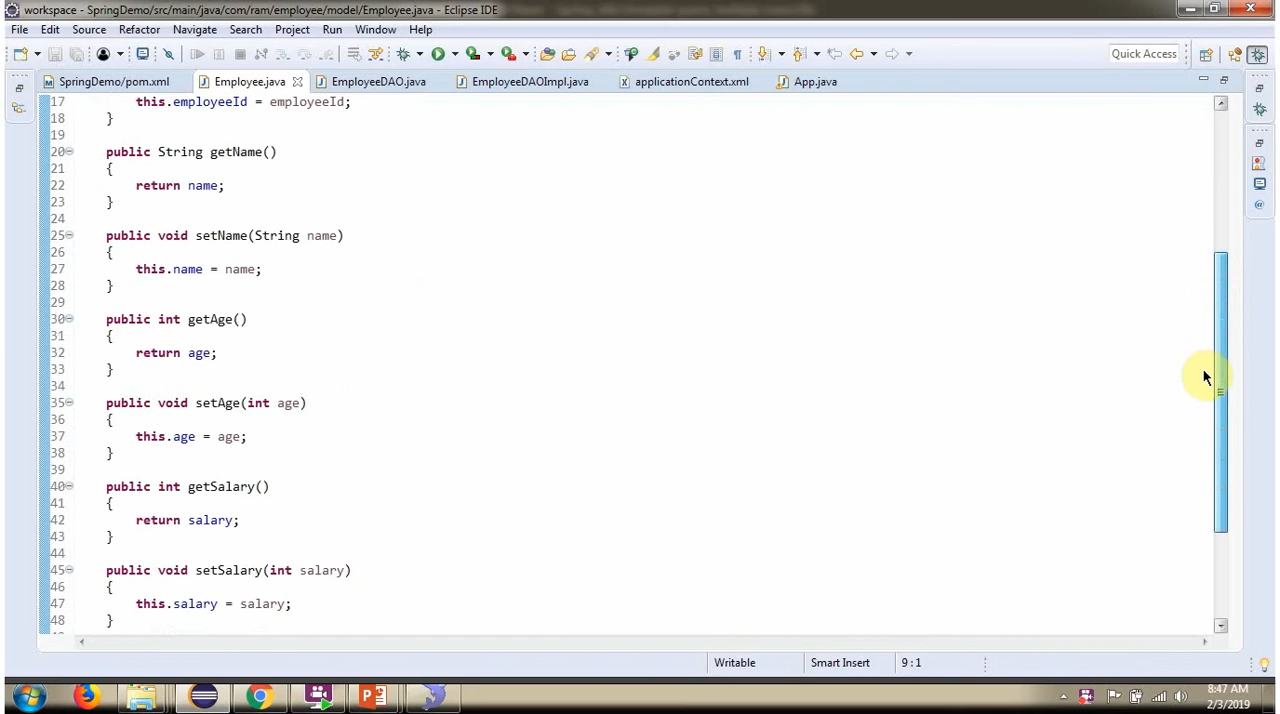 workspace - SpringDemo/src/main/java/com/ram/employee/model/Employee.java - Eclipse IDE
File Edit Source Refactor Navigate Search Project Run Window Help
Quick Access
SpringDemo/pom.xml Employee.java EmployeeDAO.java EmployeeDAOImpl.java applicationContext.xml App.java
17 this.employeeId = employeeId;
18 }
19
20 public String getName()
21 {
22 return name;
23 }
24
25 public void setName(String name)
26 {
27 this.name = name;
28 }
29
30 public int getAge()
31 {
32 return age;
33 }
34
35 public void setAge(int age)
36 {
37 this.age = age;
38 }
39
40 public int getSalary()
41 {
42 return salary;
43 }
44
45 public void setSalary(int salary)
46 {
47 this.salary = salary;
48 }
Writable Smart Insert 9 : 1
8:47 AM
2/3/2019